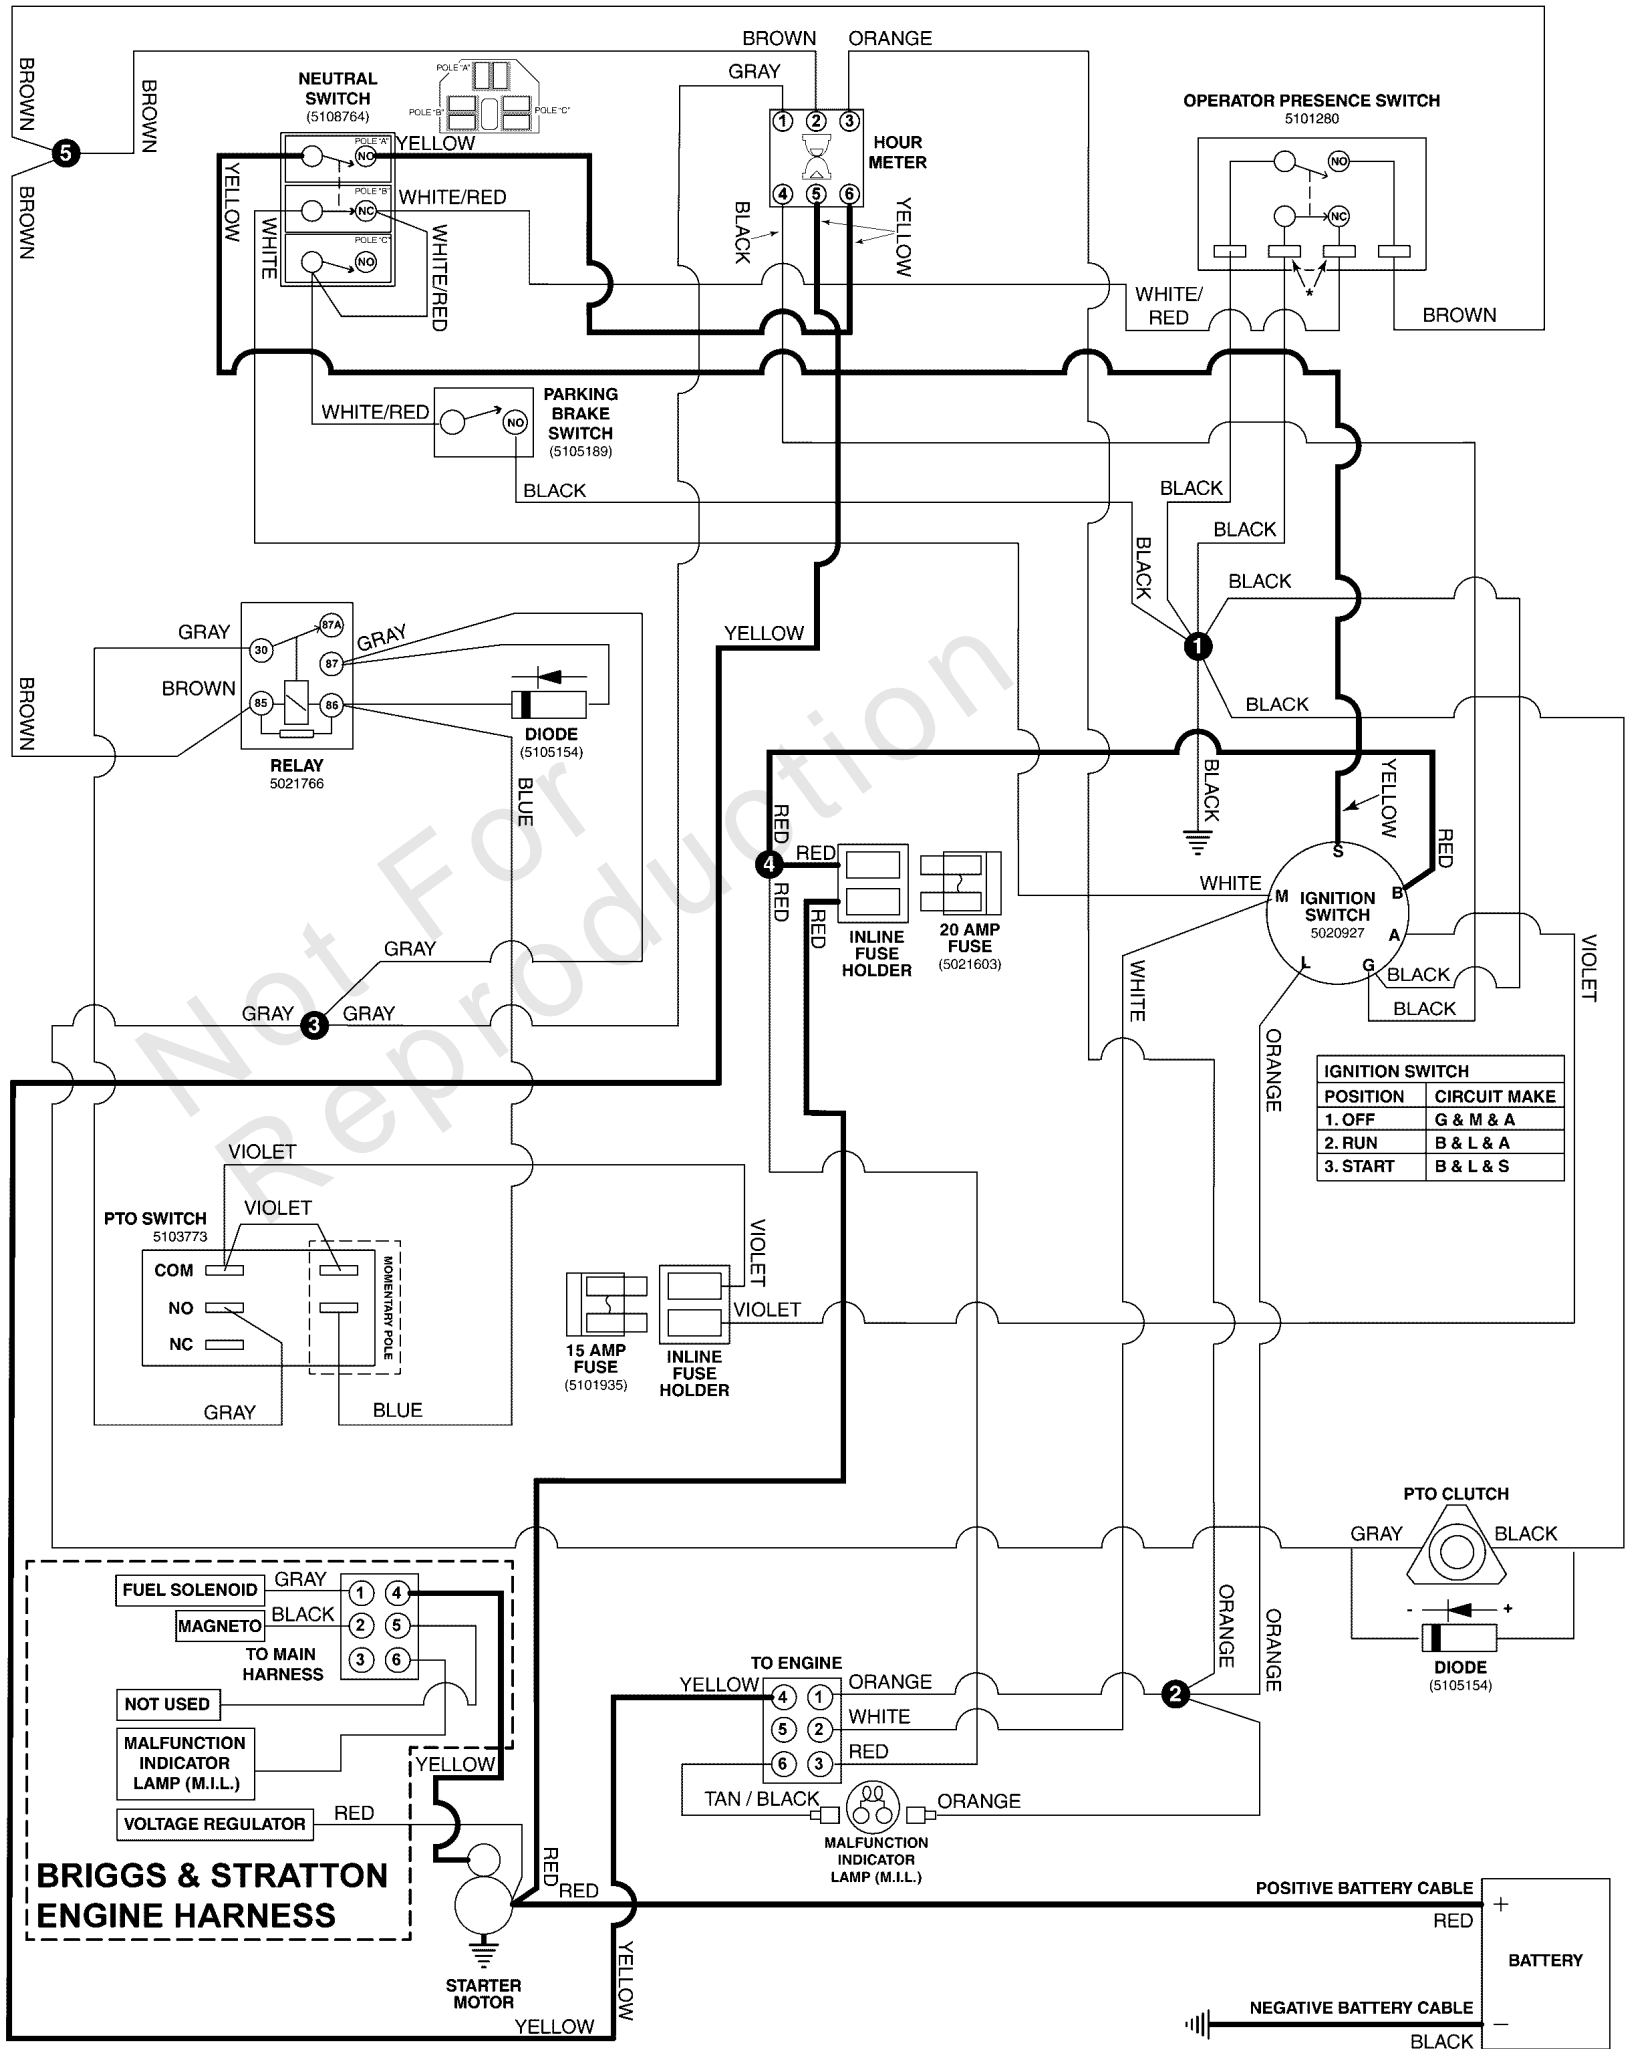 BROWN
BROWN
BROWN
5
NEUTRAL
SWITCH
(5108764)
POLE "A"
POLE "B"
POLE "C"
POLE "A"
NO
POLE "B"
NC
POLE "C"
NO
YELLOW
YELLOW
WHITE/RED
WHITE/RED
WHITE
BROWN
ORANGE
GRAY
1 2 3
HOUR
METER
4 5 6
BLACK
YELLOW
OPERATOR PRESENCE SWITCH
5101280
NO
NC
*
WHITE/
RED
BROWN
WHITE/RED
NO
PARKING
BRAKE
SWITCH
(5105189)
BLACK
BLACK
BLACK
BLACK
BLACK
1
BLACK
BLACK
GRAY
30
87A
87
GRAY
BROWN
85
86
RELAY
5021766
BROWN
DIODE
(5105154)
BLUE
YELLOW
Not For
Reproduction
RED
4
RED
RED
RED
INLINE
FUSE
HOLDER
20 AMP
FUSE
(5021603)
YELLOW
RED
WHITE
S
M
B
IGNITION
SWITCH
5020927
A
L
G
BLACK
BLACK
VIOLET
WHITE
ORANGE
GRAY
GRAY
3
GRAY
IGNITION SWITCH
POSITION CIRCUIT MAKE
1. OFF G & M & A
2. RUN B & L & A
3. START B & L & S
VIOLET
VIOLET
PTO SWITCH
5103773
COM
NO
NC
MOMENTARY POLE
GRAY
BLUE
15 AMP
FUSE
(5101935)
INLINE
FUSE
HOLDER
VIOLET
VIOLET
PTO CLUTCH
GRAY
BLACK
- +
DIODE
(5105154)
FUEL SOLENOID
GRAY
1 4
MAGNETO
BLACK
2 5
TO MAIN
HARNESS
3 6
NOT USED
MALFUNCTION
INDICATOR
LAMP (M.I.L.)
YELLOW
VOLTAGE REGULATOR
RED
BRIGGS & STRATTON
ENGINE HARNESS
STARTER
MOTOR
RED
RED
YELLOW
YELLOW
TO ENGINE
YELLOW
4 1
ORANGE
5 2
WHITE
6 3
RED
TAN / BLACK
ORANGE
MALFUNCTION
INDICATOR
LAMP (M.I.L.)
ORANGE
ORANGE
2
POSITIVE BATTERY CABLE
RED
+
BATTERY
NEGATIVE BATTERY CABLE
BLACK
–